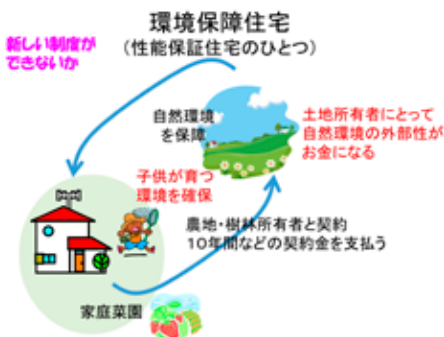 環境保障住宅
（性能保証住宅のひとつ）
新しい制度が
できないか
自然環境
を保障
土地所有者にとって
自然環境の外部性が
お金になる
子供が育つ
環境を確保
農地・樹林所有者と契約
10年間などの契約金を支払う
家庭菜園